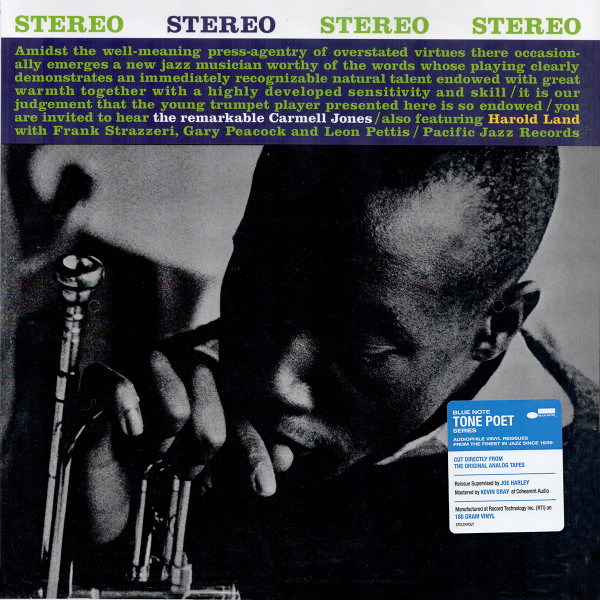 STEREO STEREO STEREO STEREO
Amidst the well-meaning press-agentry of overstated virtues there occasion-
ally emerges a new jazz musician worthy of the words whose playing clearly
demonstrates an immediately recognizable natural talent endowed with great
warmth together with a highly developed sensitivity and skill/it is our
judgement that the young trumpet player presented here is so endowed/you
are invited to hear the remarkable Carmell Jones/also featuring Harold Land
with Frank Strazzeri, Gary Peacock and Leon Pettis/Pacific Jazz Records
BLUE NOTE
TONE POET
SERIES
AUDIOPHILE VINYL REISSUES
FROM THE FINEST IN JAZZ SINCE 1939
CUT DIRECTLY FROM
THE ORIGINAL ANALOG TAPES
Reissue Supervised by JOE HARLEY
Mastered by KEVIN GRAY at Cohearent Audio
Manufactured at Record Technology Inc. (RTI) on
180 GRAM VINYL